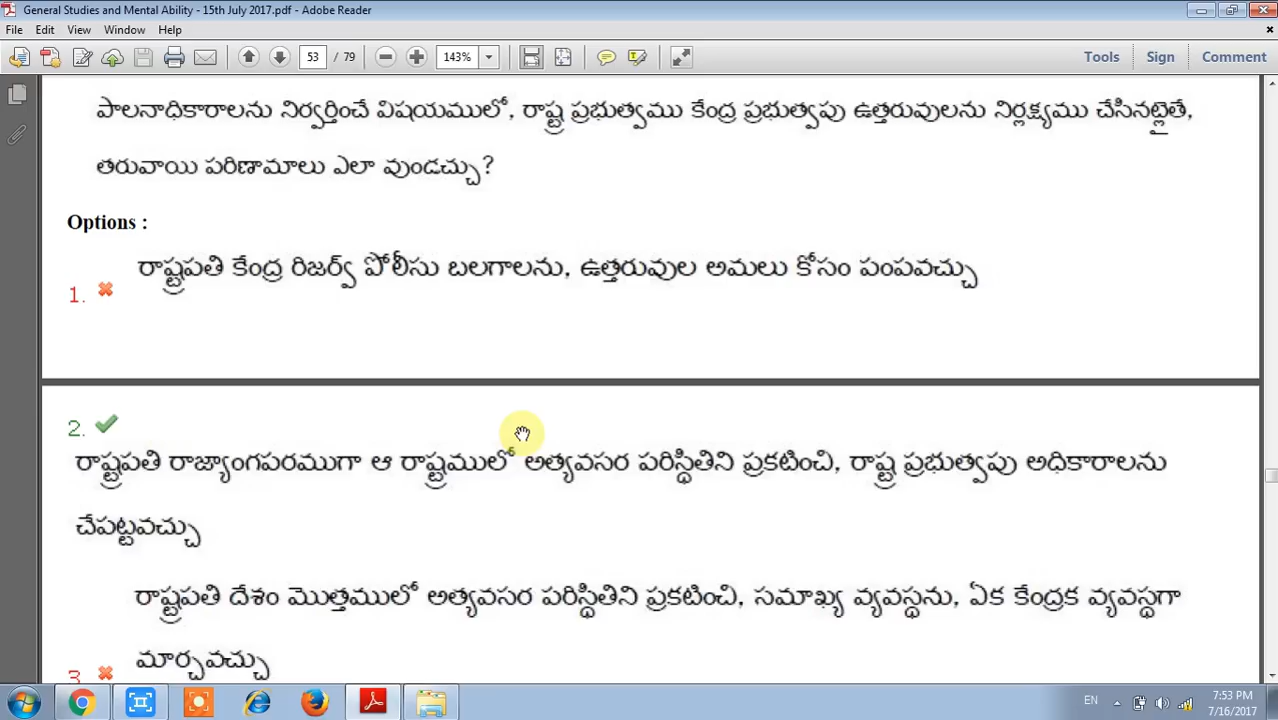 General Studies and Mental Ability - 15th July 2017.pdf - Adobe Reader
File Edit View Window Help
53 / 79 143% Tools Sign Comment
పాలనాధికారాలను నిర్వర్తించే విషయములో, రాష్ట్ర ప్రభుత్వము కేంద్ర ప్రభుత్వపు ఉత్తరువులను నిర్లక్ష్యము చేసినట్లైతే,
తరువాయి పరిణామాలు ఎలా వుండచ్చు?
Options :
రాష్ట్రపతి కేంద్ర రిజర్వ్ పోలీసు బలగాలను, ఉత్తరువుల అమలు కోసం పంపవచ్చు
1.
2.
రాష్ట్రపతి రాజ్యాంగపరముగా ఆ రాష్ట్రములో అత్యవసర పరిస్థితిని ప్రకటించి, రాష్ట్ర ప్రభుత్వపు అధికారాలను
చేపట్టవచ్చు
రాష్ట్రపతి దేశం మొత్తములో అత్యవసర పరిస్థితిని ప్రకటించి, సమాఖ్య వ్యవస్థను, ఏక కేంద్రక వ్యవస్థగా
మార్చవచ్చు
3.
EN 7:53 PM
7/16/2017